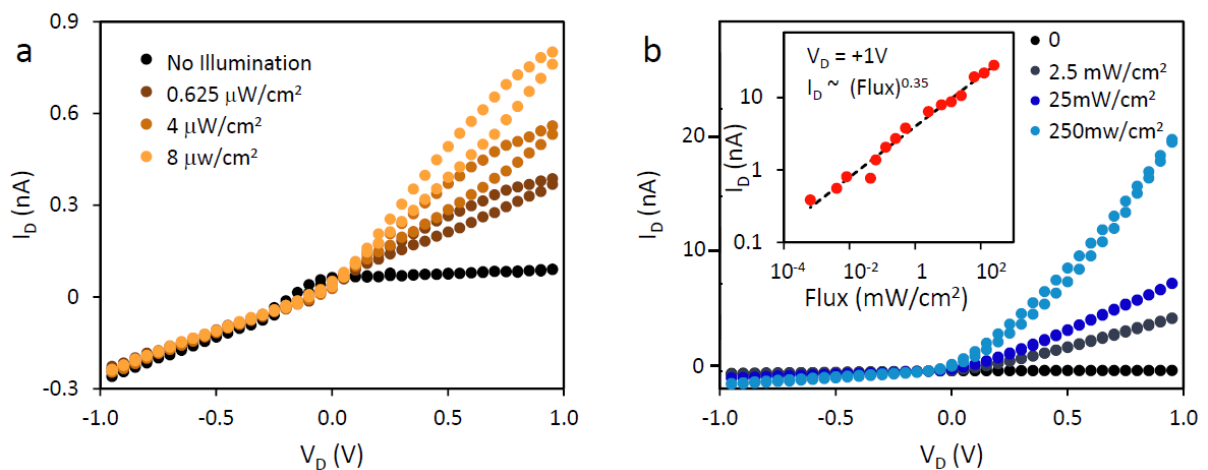 a
0.9
0.6
0.3
0
-0.3
I_D (nA)
No Illumination
0.625 μW/cm²
4 μW/cm²
8 μw/cm²
-1.0 -0.5 0.0 0.5 1.0
V_D (V)
b
20
10
0
I_D (nA)
0
2.5 mW/cm²
25mW/cm²
250mw/cm²
V_D = +1V
I_D ~ (Flux)^0.35
10
1
0.1
I_D (nA)
10⁻⁴ 10⁻² 1 10²
Flux (mW/cm²)
-1.0 -0.5 0.0 0.5 1.0
V_D (V)